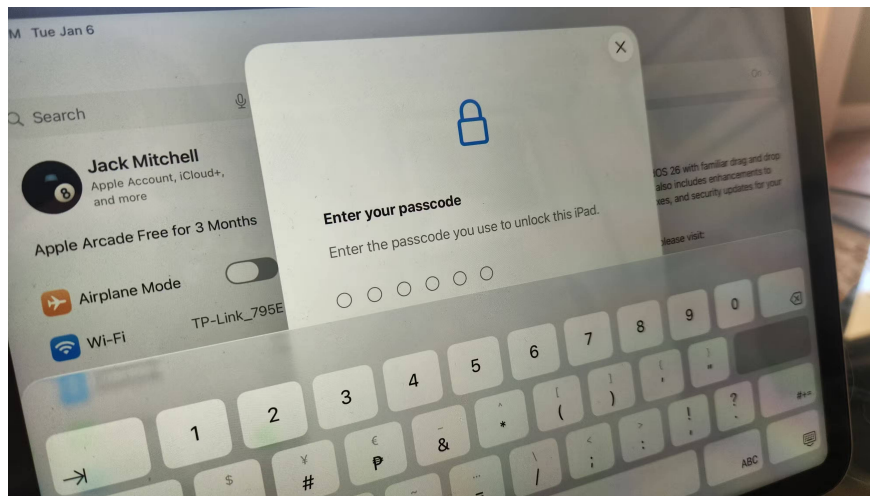 M Tue Jan 6
Search
On
Jack Mitchell
Apple Account, iCloud+,
and more
Apple Arcade Free for 3 Months
Airplane Mode
Wi-Fi TP-Link_795E
Enter your passcode
Enter the passcode you use to unlock this iPad.
iOS 26 with familiar drag and drop
also includes enhancements to
xes, and security updates for your
please visit:
1 2 3 4 5 6 7 8 9 0
$ ¥ € _ ^ [ ] { }
# ₱ & * ( ) ' "
~ … \ < >
/ ; : ! , ? .
#+=
ABC